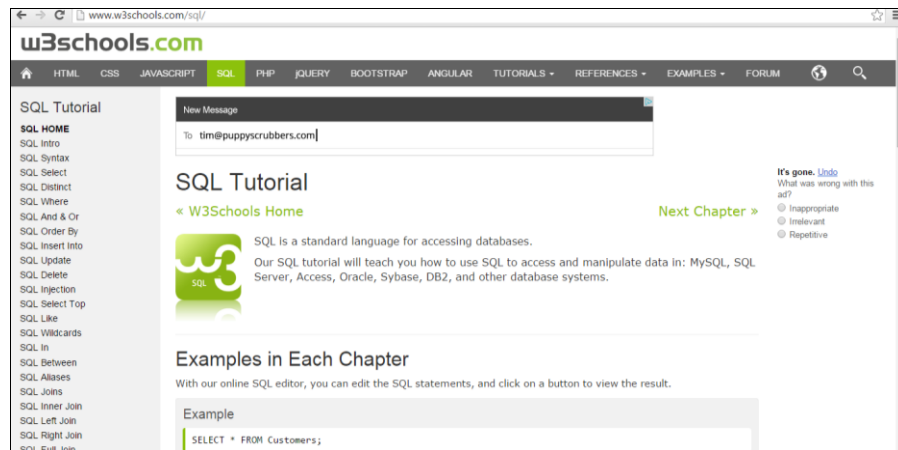 www.w3schools.com/sql/
w3schools.com
HTML CSS JAVASCRIPT SQL PHP jQUERY BOOTSTRAP ANGULAR TUTORIALS REFERENCES EXAMPLES FORUM
SQL Tutorial
SQL HOME
SQL Intro
SQL Syntax
SQL Select
SQL Distinct
SQL Where
SQL And & Or
SQL Order By
SQL Insert Into
SQL Update
SQL Delete
SQL Injection
SQL Select Top
SQL Like
SQL Wildcards
SQL In
SQL Between
SQL Aliases
SQL Joins
SQL Inner Join
SQL Left Join
SQL Right Join
SQL Full Join
New Message
To tim@puppyscrubbers.com
SQL Tutorial
« W3Schools Home Next Chapter »
w3
SQL
SQL is a standard language for accessing databases.
Our SQL tutorial will teach you how to use SQL to access and manipulate data in: MySQL, SQL
Server, Access, Oracle, Sybase, DB2, and other database systems.
Examples in Each Chapter
With our online SQL editor, you can edit the SQL statements, and click on a button to view the result.
Example
SELECT * FROM Customers;
It's gone. Undo
What was wrong with this
ad?
Inappropriate
Irrelevant
Repetitive